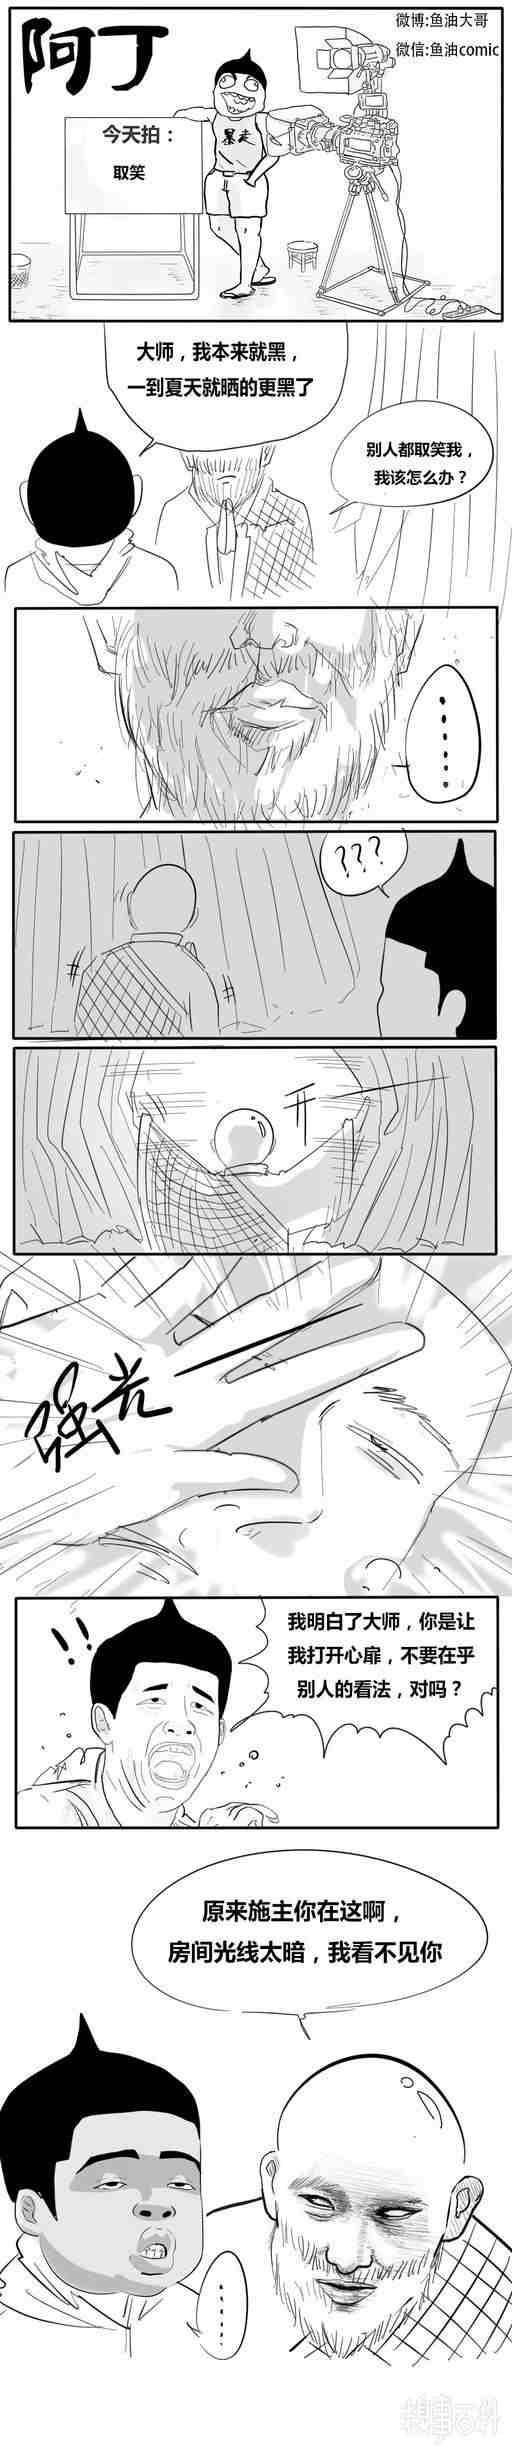 阿丁
微博:鱼油大哥
微信:鱼油comic
今天拍：
取笑
暴走
大师，我本来就黑，
一到夏天就晒的更黑了
别人都取笑我，
我该怎么办？
......
???
强光
!!
我明白了大师，你是让
我打开心扉，不要在乎
别人的看法，对吗？
原来施主你在这啊，
房间光线太暗，我看不见你
......
糗事百科